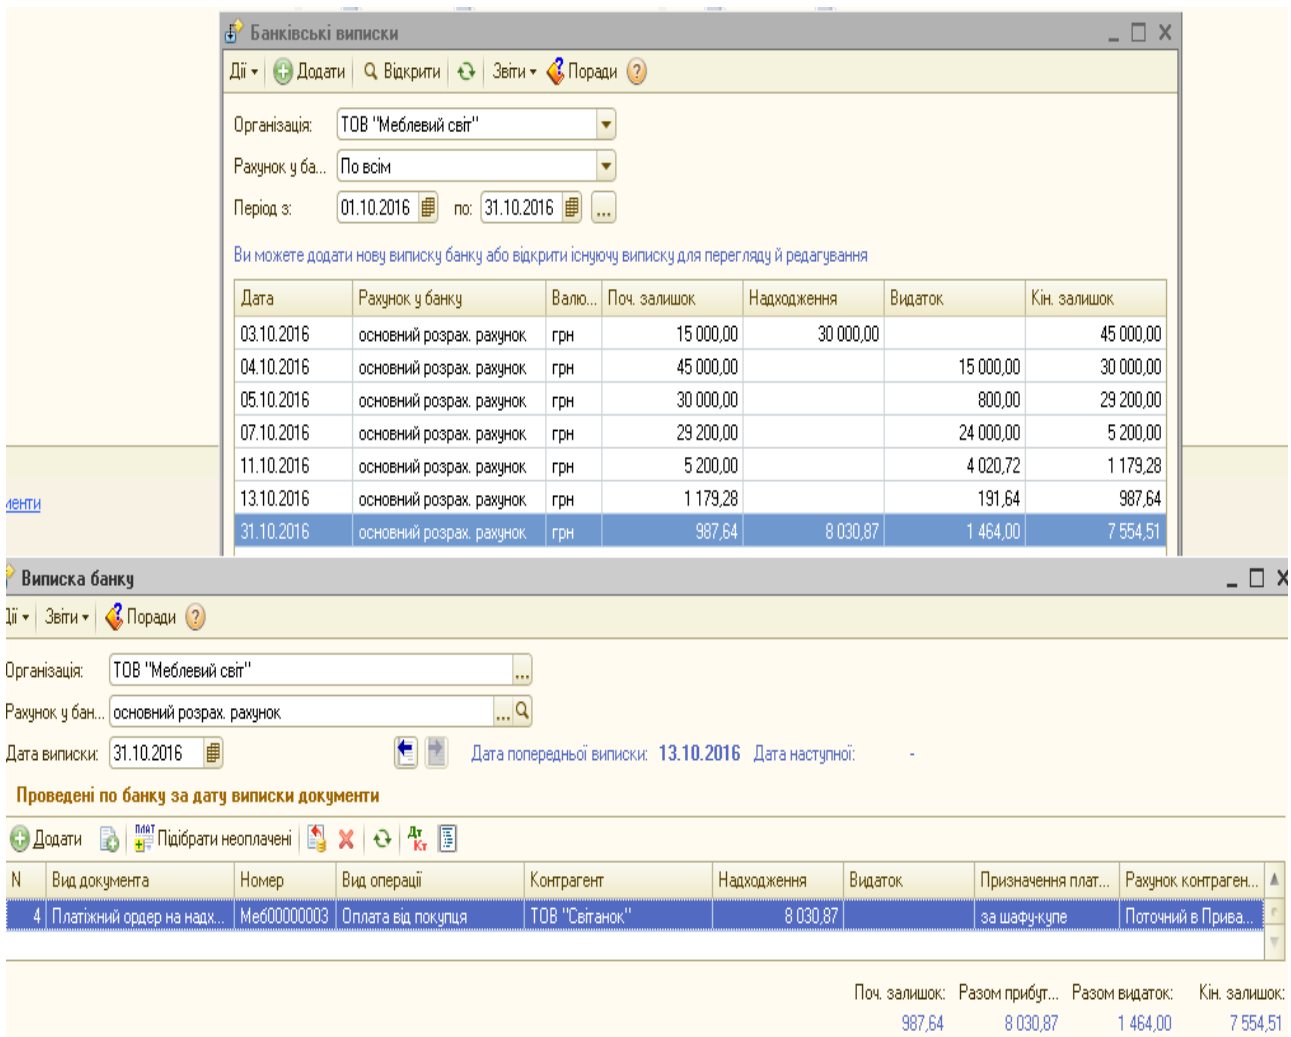 Банківські виписки
Дії Додати Відкрити Звіти Поради ?
Організація: ТОВ "Меблевий світ"
Рахунок у ба... По всім
Період з: 01.10.2016 по: 31.10.2016 ...
Ви можете додати нову виписку банку або відкрити існуючу виписку для перегляду й редагування
Дата Рахунок у банку Валю... Поч. залишок Надходження Видаток Кін. залишок
03.10.2016 основний розрах. рахунок грн 15 000,00 30 000,00 45 000,00
04.10.2016 основний розрах. рахунок грн 45 000,00 15 000,00 30 000,00
05.10.2016 основний розрах. рахунок грн 30 000,00 800,00 29 200,00
07.10.2016 основний розрах. рахунок грн 29 200,00 24 000,00 5 200,00
11.10.2016 основний розрах. рахунок грн 5 200,00 4 020,72 1 179,28
13.10.2016 основний розрах. рахунок грн 1 179,28 191,64 987,64
31.10.2016 основний розрах. рахунок грн 987,64 8 030,87 1 464,00 7 554,51
менти
Виписка банку
Дії Звіти Поради ?
Організація: ТОВ "Меблевий світ" ...
Рахунок у бан... основний розрах. рахунок ...
Дата виписки: 31.10.2016 Дата попередньої виписки: 13.10.2016 Дата наступної: -
Проведені по банку за дату виписки документи
Додати ПЛАТ Підібрати неоплачені Дт Кт
N Вид документа Номер Вид операції Контрагент Надходження Видаток Призначення плат... Рахунок контраген...
4 Платіжний ордер на надх... Меб00000003 Оплата від покупця ТОВ "Світанок" 8 030,87 за шафу-купе Поточний в Прива...
Поч. залишок: Разом прибут... Разом видаток: Кін. залишок:
987,64 8 030,87 1 464,00 7 554,51